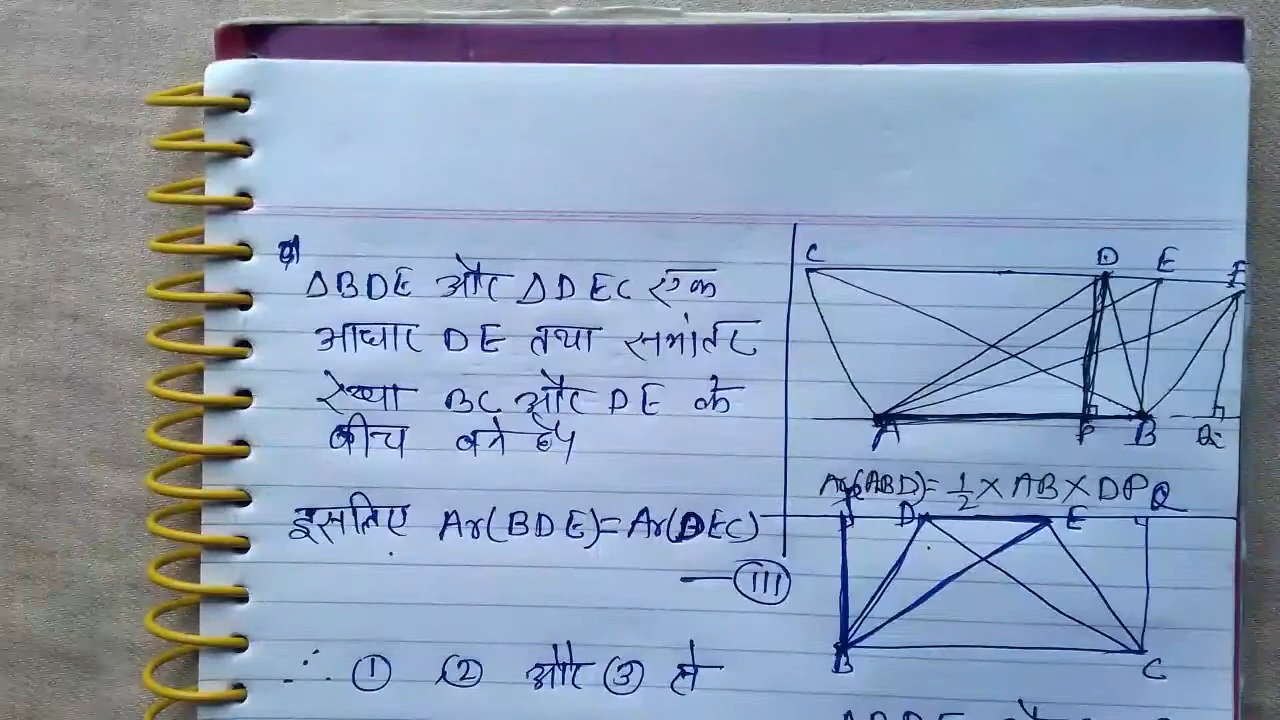 ΔBDE और ΔDEC एक
आधार DE तथा समांतर
रेखा BC और DE के
बीच बने है।
इसलिए Ar(BDE)=Ar(DEC)
— III
∴ 1 2 और 3 से
C D E F
A P B Q
Ar(ABD)= 1/2 × AB × DP
D E Q
B C